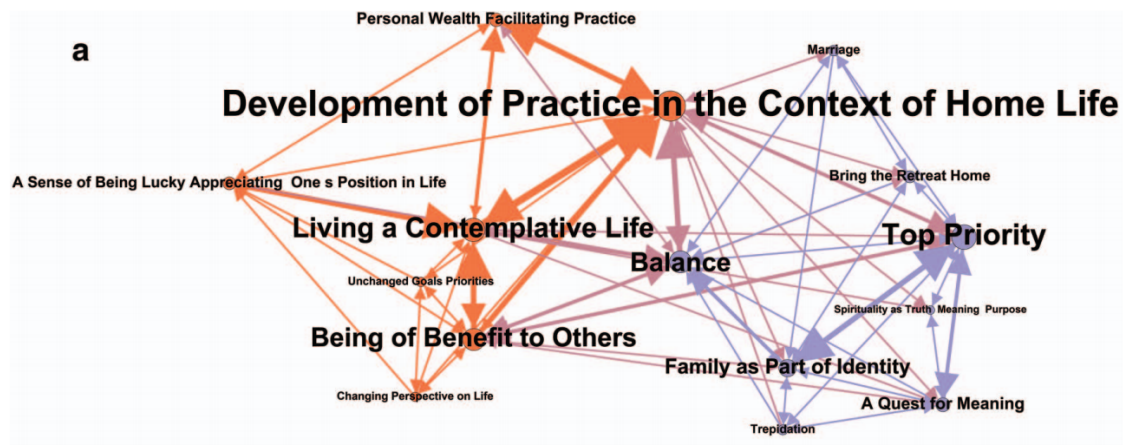 Personal Wealth Facilitating Practice
a
Marriage
Development of Practice in the Context of Home Life
Bring the Retreat Home
A Sense of Being Lucky Appreciating One s Position in Life
Living a Contemplative Life
Top Priority
Balance
Unchanged Goals Priorities
Spirituality as Truth Meaning Purpose
Being of Benefit to Others
Family as Part of Identity
Changing Perspective on Life
A Quest for Meaning
Trepidation